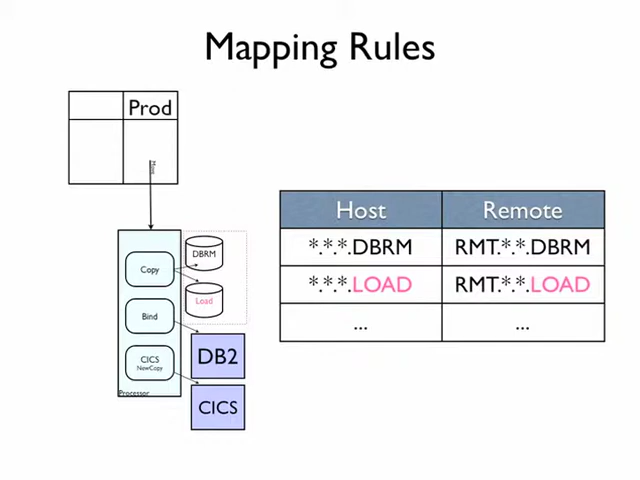 Mapping Rules
Prod
Move
Copy
Bind
CICS
NewCopy
Processor
DBRM
Load
DB2
CICS
Host Remote
*.*.*.DBRM RMT.*.*.DBRM
*.*.*.LOAD RMT.*.*.LOAD
... ...